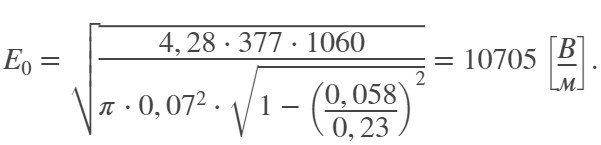 E₀ = √(4,28 · 377 · 1060 / (π · 0,07² · √(1 − (0,058 / 0,23)²))) = 10705 [В/м].